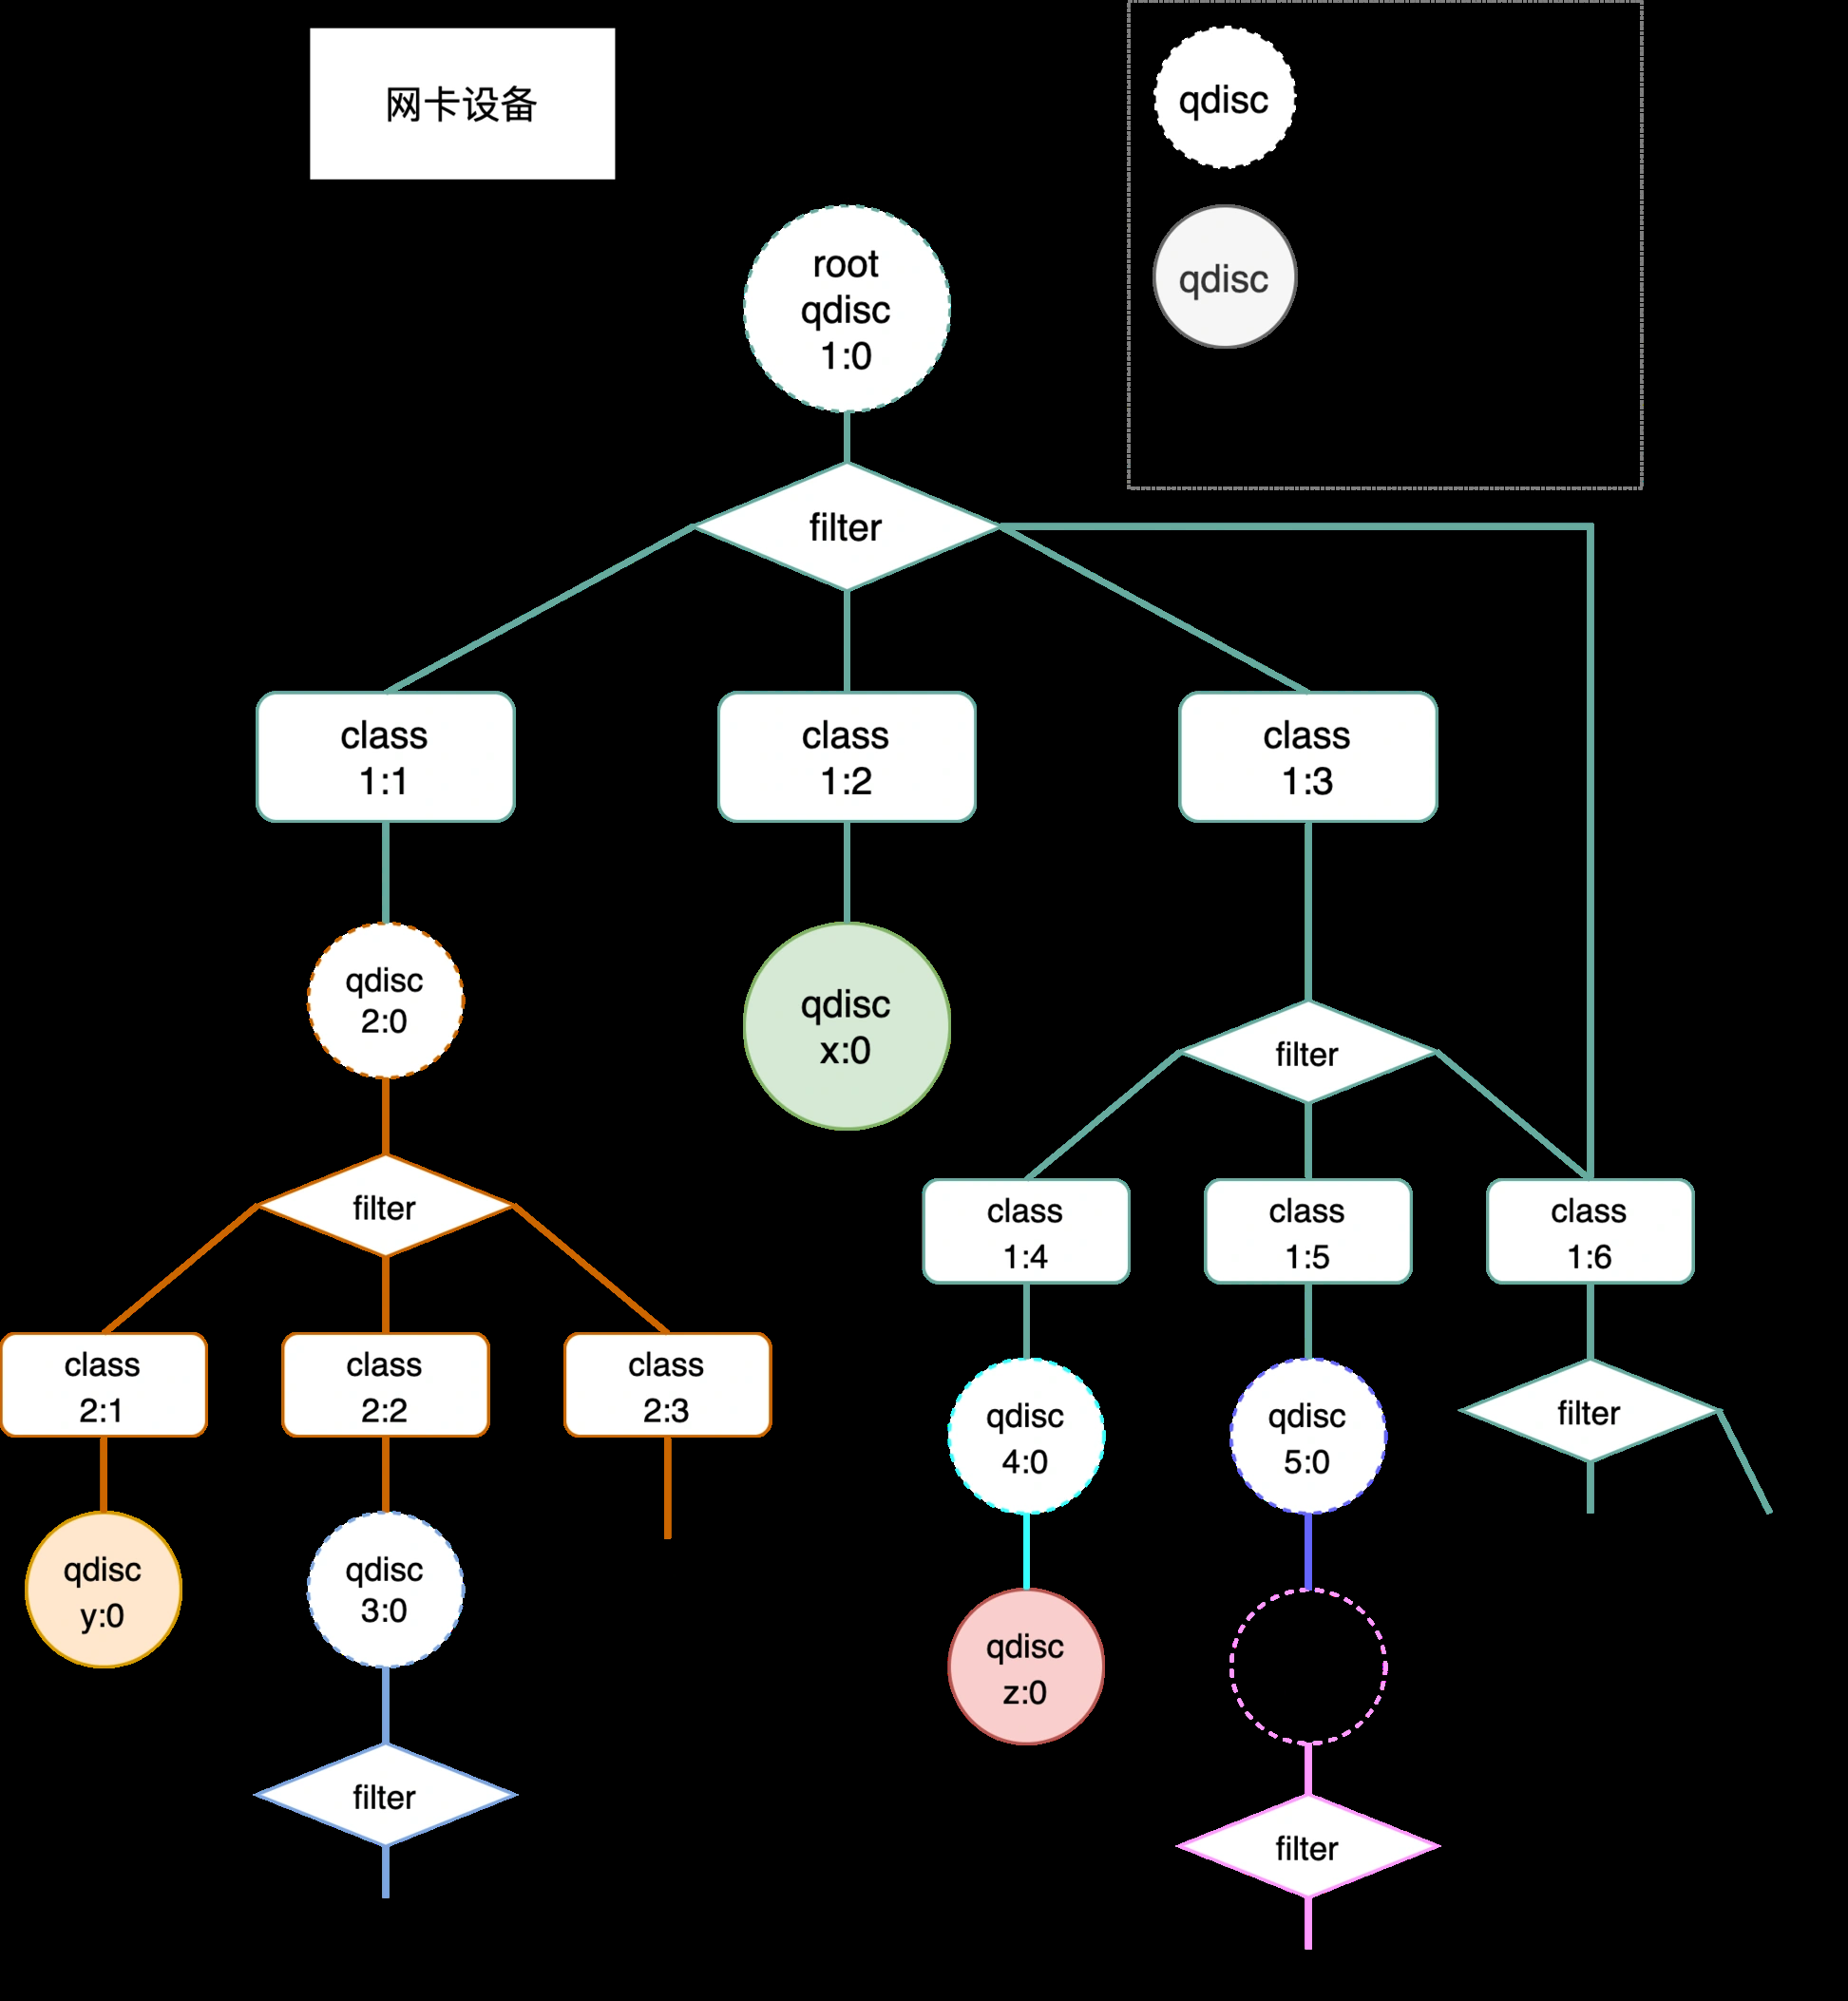 网卡设备
qdisc
qdisc
root
qdisc
1:0
filter
class
1:1
class
1:2
class
1:3
qdisc
2:0
qdisc
x:0
filter
filter
class
1:4
class
1:5
class
1:6
class
2:1
class
2:2
class
2:3
qdisc
4:0
qdisc
5:0
filter
qdisc
y:0
qdisc
3:0
qdisc
z:0
filter
filter